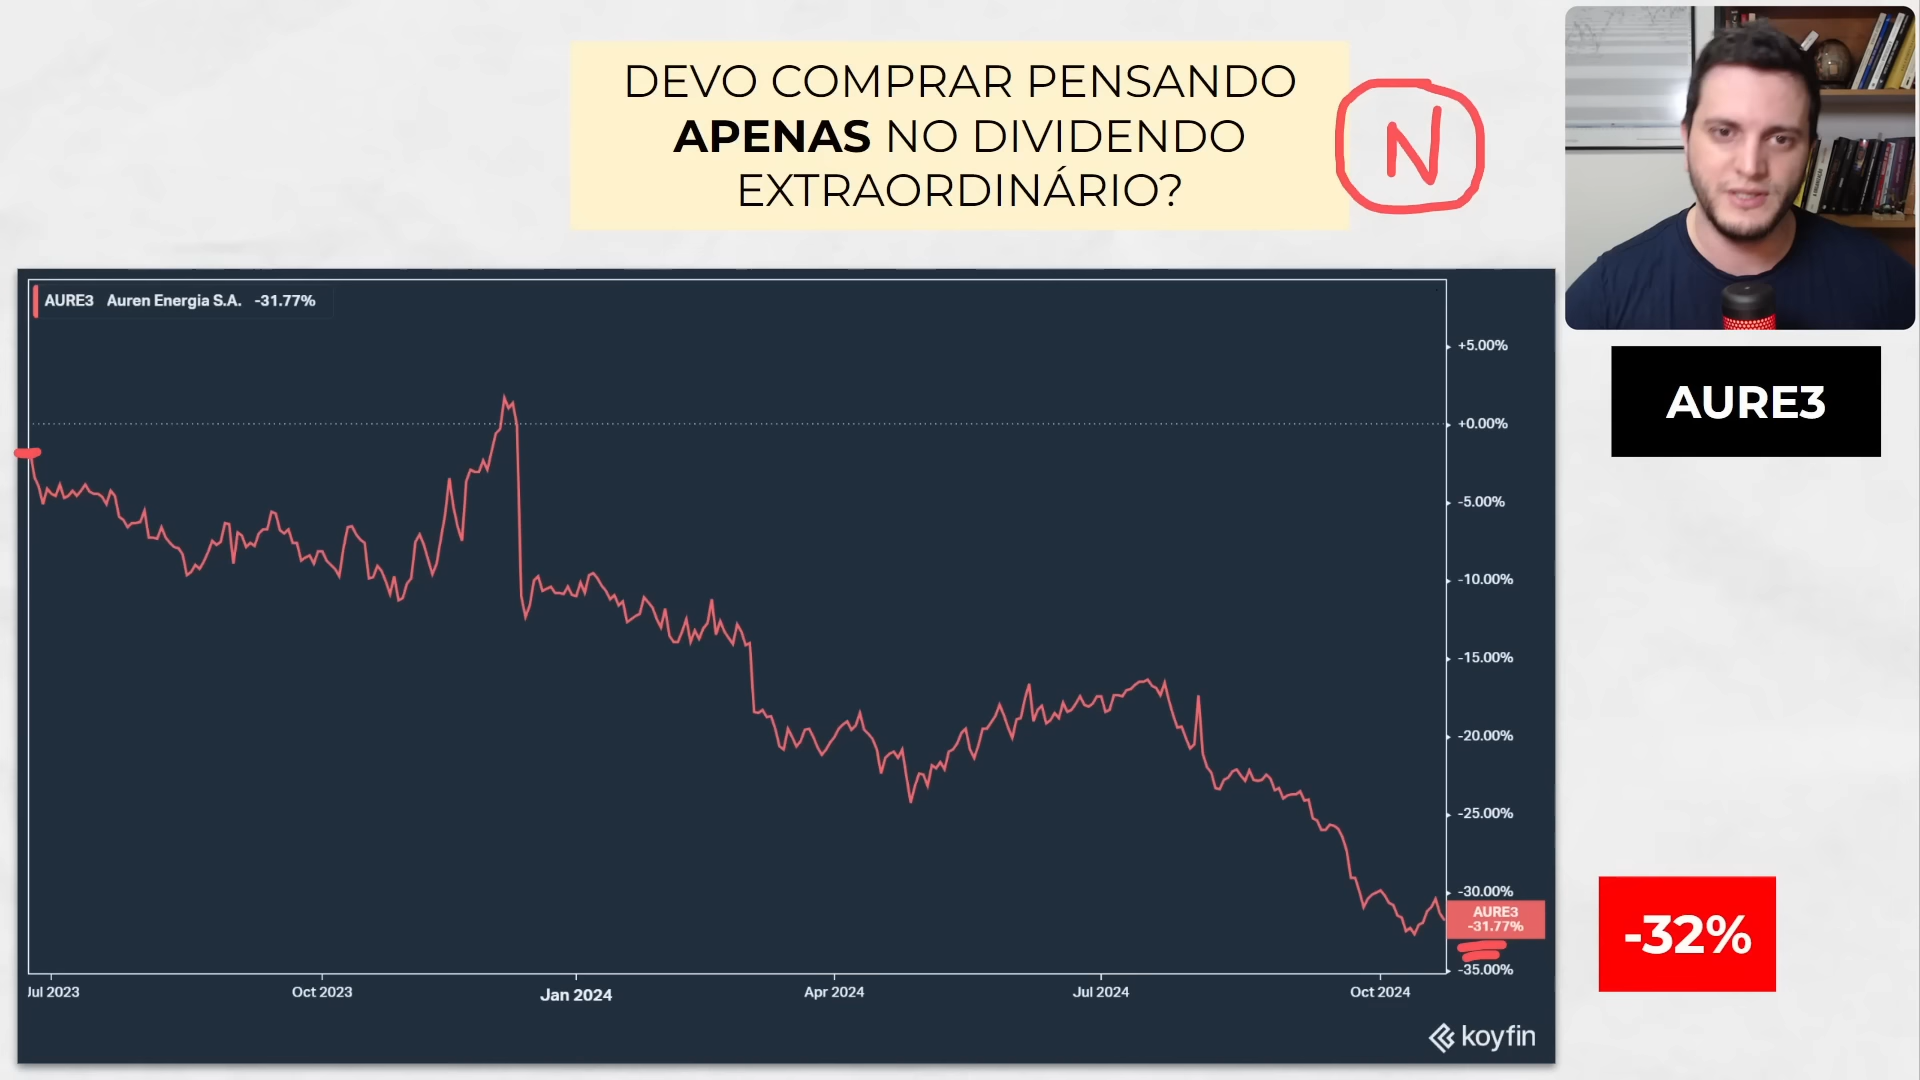 DEVO COMPRAR PENSANDO
APENAS NO DIVIDENDO
EXTRAORDINÁRIO?
N
AURE3 Auren Energia S.A. -31.77%
+5.00%
+0.00%
-5.00%
-10.00%
-15.00%
-20.00%
-25.00%
-30.00%
AURE3
-31.77%
-35.00%
Jul 2023
Oct 2023
Jan 2024
Apr 2024
Jul 2024
Oct 2024
koyfin
AURE3
-32%